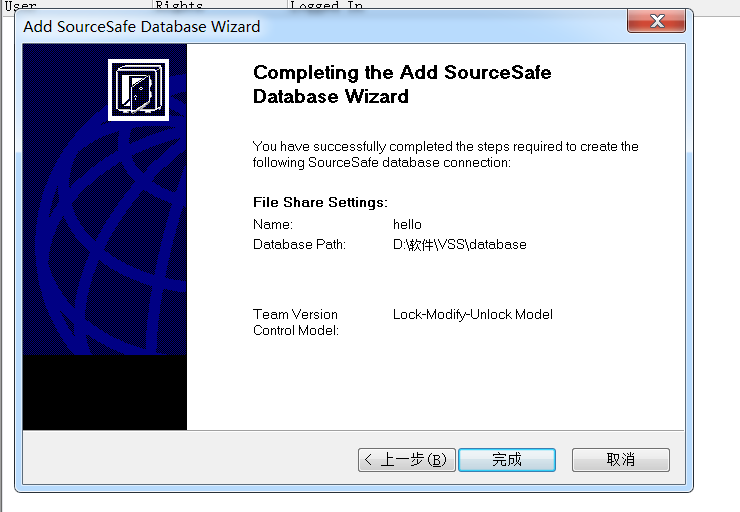 User Rights Logged In
Add SourceSafe Database Wizard
Completing the Add SourceSafe
Database Wizard
You have successfully completed the steps required to create the
following SourceSafe database connection:
File Share Settings:
Name: hello
Database Path: D:\软件\VSS\database
Team Version Lock-Modify-Unlock Model
Control Model:
< 上一步(B) 完成 取消